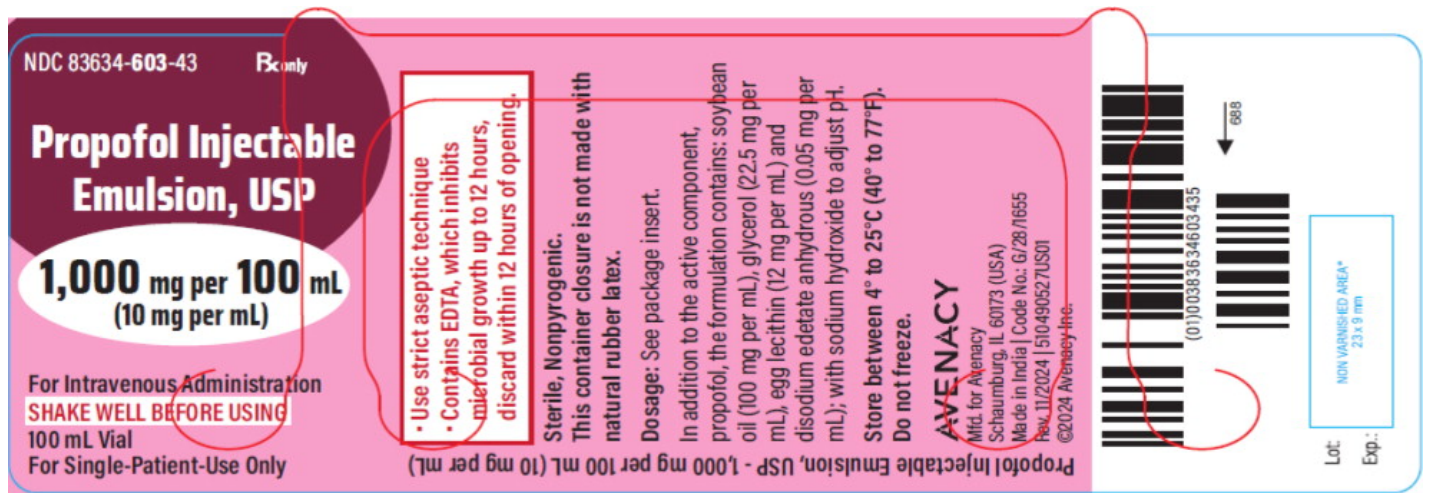 NDC 83634-603-43
Rx only
Propofol Injectable
Emulsion, USP
1,000 mg per 100 mL
(10 mg per mL)
For Intravenous Administration
SHAKE WELL BEFORE USING
100 mL Vial
For Single-Patient-Use Only
• Use strict aseptic technique
• Contains EDTA, which inhibits
microbial growth up to 12 hours,
discard within 12 hours of opening.
Sterile, Nonpyrogenic.
This container closure is not made with
natural rubber latex.
Dosage: See package insert.
In addition to the active component,
propofol, the formulation contains: soybean
oil (100 mg per mL), glycerol (22.5 mg per
mL), egg lecithin (12 mg per mL) and
disodium edetate anhydrous (0.05 mg per
mL); with sodium hydroxide to adjust pH.
Store between 4° to 25°C (40° to 77°F).
Do not freeze.
AVENACY
Mfd. for Avenacy
Schaumburg, IL 60173 (USA)
Made in India | Code No.: G/28/1655
Rev. 11/2024 | 510490527US01
©2024 Avenacy Inc.
Propofol Injectable Emulsion, USP - 1,000 mg per 100 mL (10 mg per mL)
(01)00383634603435
688
NON VARNISHED AREA*
23 x 9 mm
Lot:
Exp.: